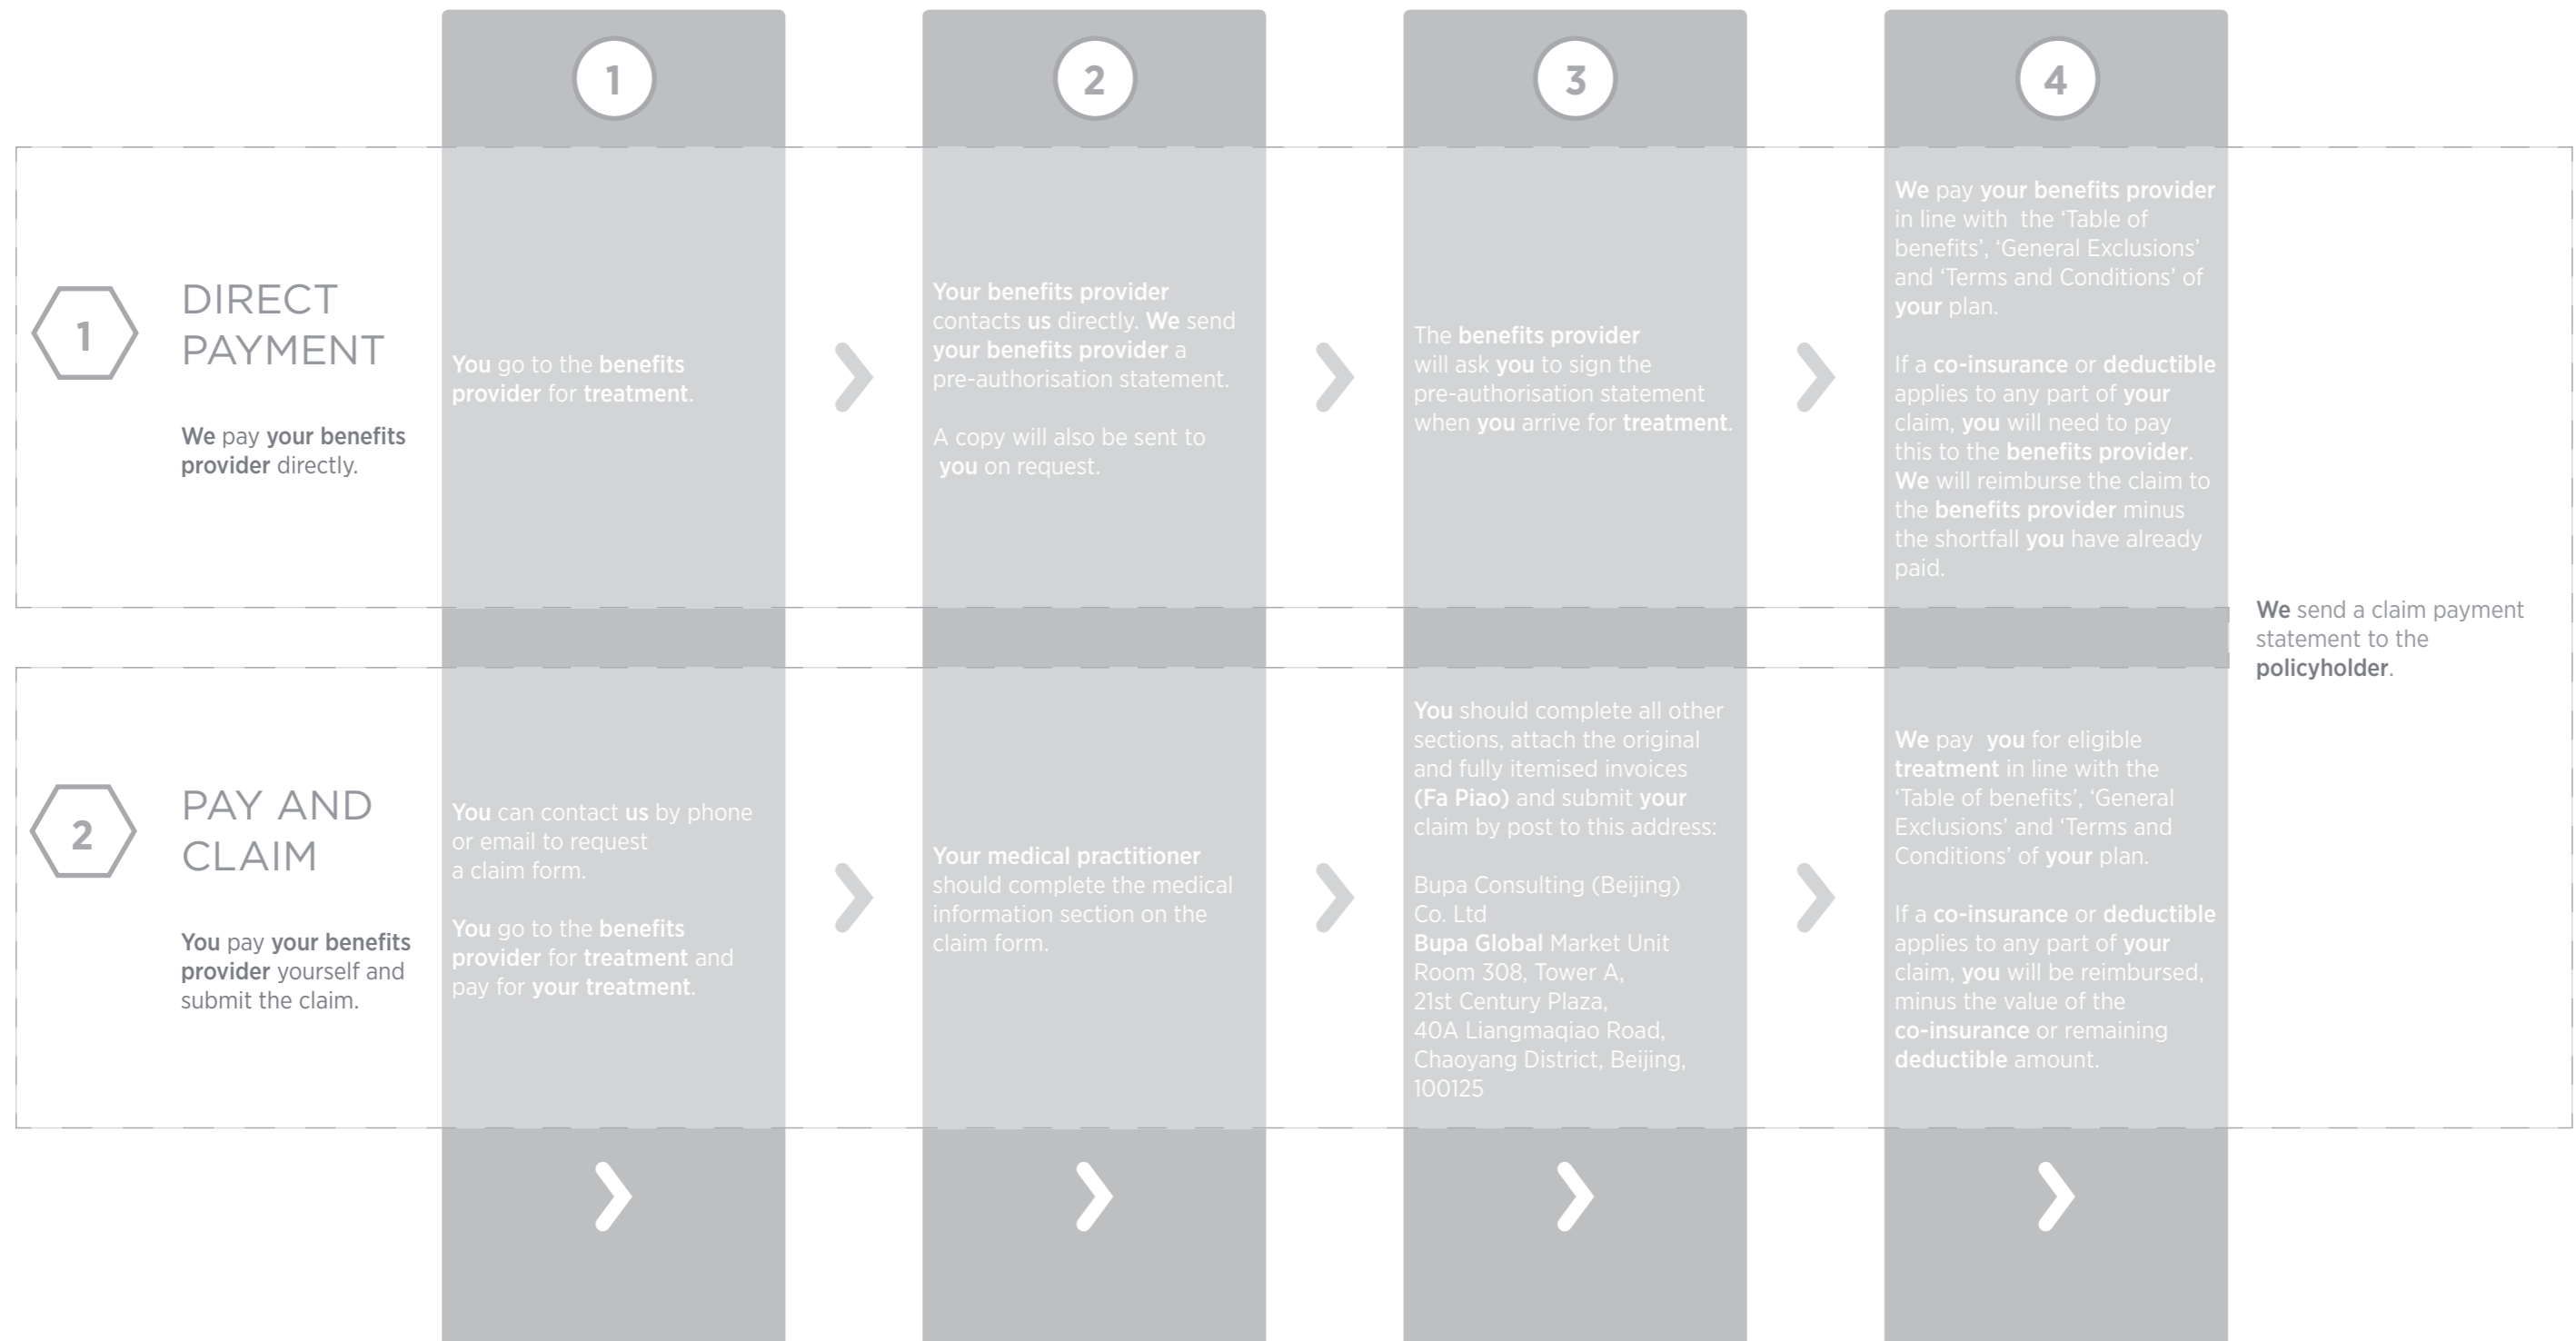 1
2
3
4
1
DIRECT
PAYMENT
We pay your benefits
provider directly.
You go to the benefits
provider for treatment.
Your benefits provider
contacts us directly. We send
your benefits provider a
pre-authorisation statement.
A copy will also be sent to
you on request.
The benefits provider
will ask you to sign the
pre-authorisation statement
when you arrive for treatment.
We pay your benefits provider
in line with the ‘Table of
benefits’, ‘General Exclusions’
and ‘Terms and Conditions’ of
your plan.
If a co-insurance or deductible
applies to any part of your
claim, you will need to pay
this to the benefits provider.
We will reimburse the claim to
the benefits provider minus
the shortfall you have already
paid.
2
PAY AND
CLAIM
You pay your benefits
provider yourself and
submit the claim.
You can contact us by phone
or email to request
a claim form.
You go to the benefits
provider for treatment and
pay for your treatment.
Your medical practitioner
should complete the medical
information section on the
claim form.
You should complete all other
sections, attach the original
and fully itemised invoices
(Fa Piao) and submit your
claim by post to this address:
Bupa Consulting (Beijing)
Co. Ltd
Bupa Global Market Unit
Room 308, Tower A,
21st Century Plaza,
40A Liangmaqiao Road,
Chaoyang District, Beijing,
100125
We pay you for eligible
treatment in line with the
‘Table of benefits’, ‘General
Exclusions’ and ‘Terms and
Conditions’ of your plan.
If a co-insurance or deductible
applies to any part of your
claim, you will be reimbursed,
minus the value of the
co-insurance or remaining
deductible amount.
We send a claim payment
statement to the
policyholder.